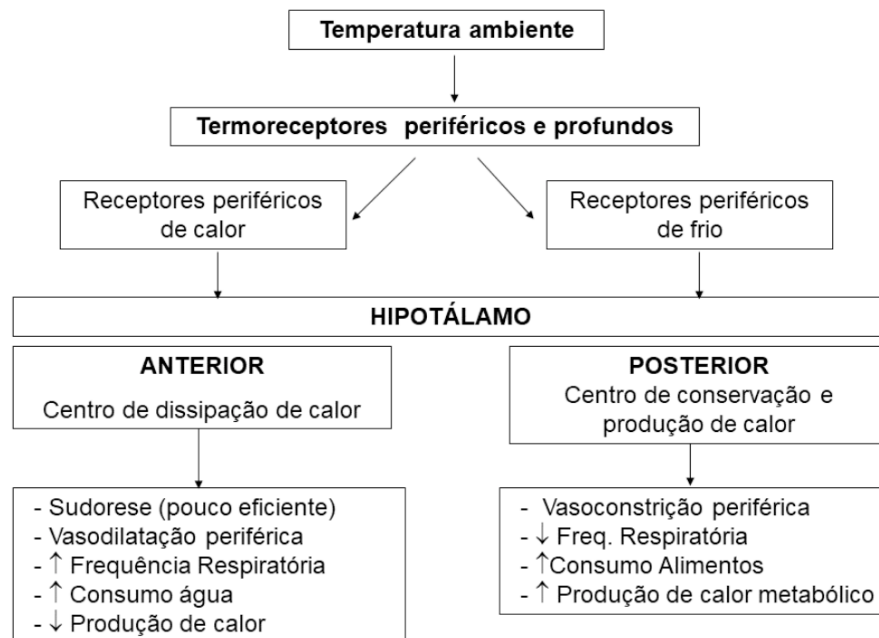 Temperatura ambiente
Termoreceptores periféricos e profundos
Receptores periféricos
de calor
Receptores periféricos
de frio
HIPOTÁLAMO
ANTERIOR
Centro de dissipação de calor
POSTERIOR
Centro de conservação e
produção de calor
- Sudorese (pouco eficiente)
- Vasodilatação periférica
- ↑ Frequência Respiratória
- ↑ Consumo água
- ↓ Produção de calor
- Vasoconstrição periférica
- ↓ Freq. Respiratória
- ↑Consumo Alimentos
- ↑ Produção de calor metabólico